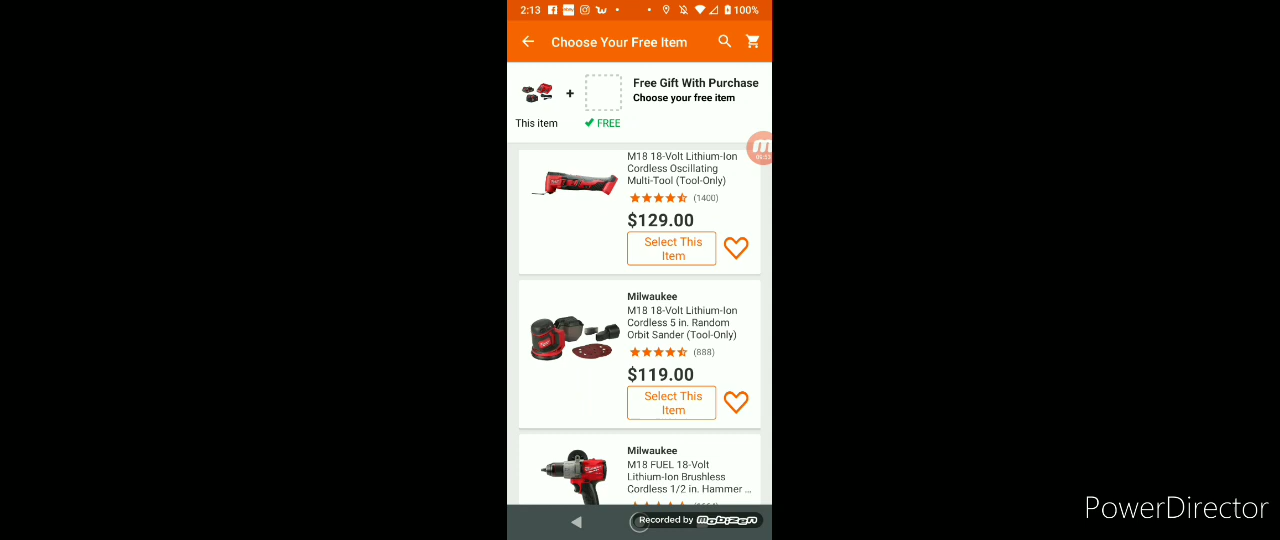 2:13
100%
Choose Your Free Item
Free Gift With Purchase
Choose your free item
+
This item
FREE
M18 18-Volt Lithium-Ion
Cordless Oscillating
Multi-Tool (Tool-Only)
(1400)
$129.00
Select This
Item
Milwaukee
M18 18-Volt Lithium-Ion
Cordless 5 in. Random
Orbit Sander (Tool-Only)
(888)
$119.00
Select This
Item
Milwaukee
M18 FUEL 18-Volt
Lithium-Ion Brushless
Cordless 1/2 in. Hammer ...
Recorded by mobizen
PowerDirector